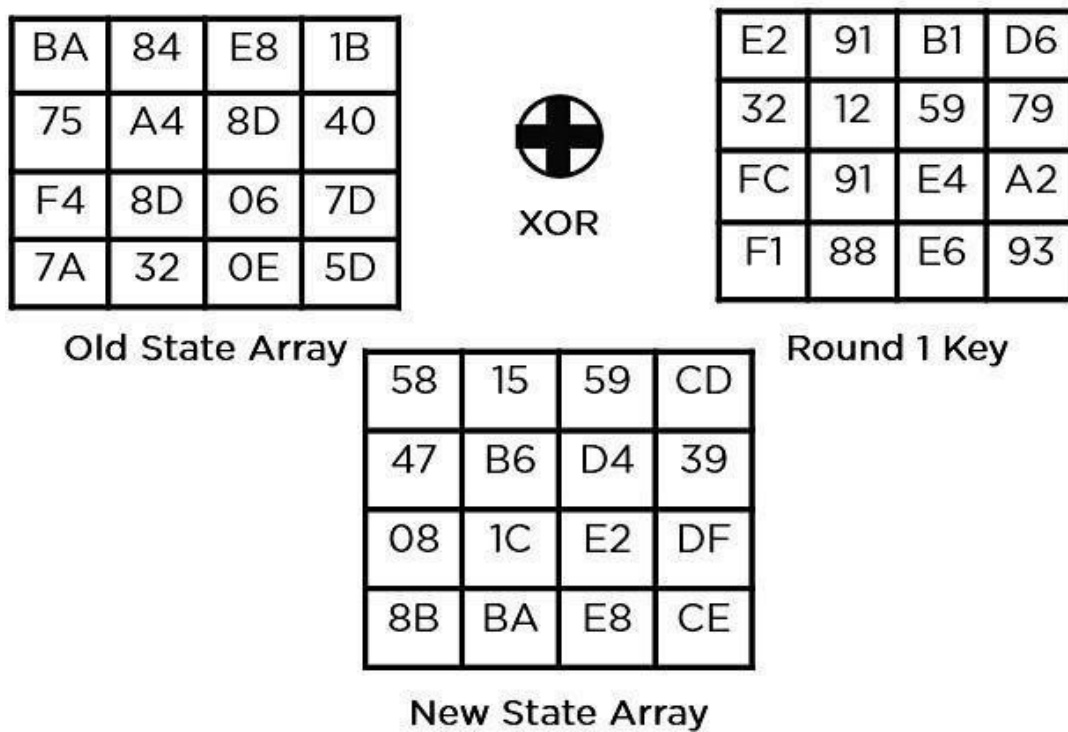 BA 84 E8 1B
75 A4 8D 40
F4 8D 06 7D
7A 32 0E 5D
Old State Array
XOR
E2 91 B1 D6
32 12 59 79
FC 91 E4 A2
F1 88 E6 93
Round 1 Key
58 15 59 CD
47 B6 D4 39
08 1C E2 DF
8B BA E8 CE
New State Array